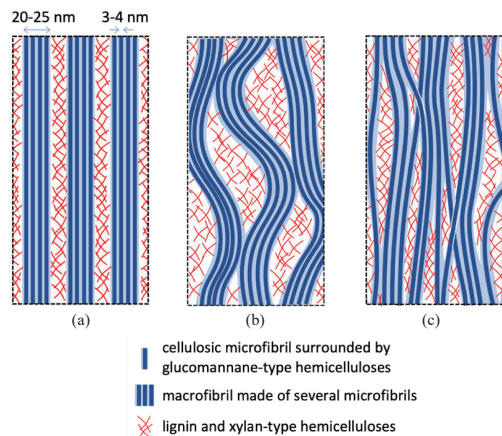 20-25 nm 3-4 nm
(a) (b) (c)
cellulosic microfibril surrounded by
glucomannane-type hemicelluloses
macrofibril made of several microfibrils
lignin and xylan-type hemicelluloses